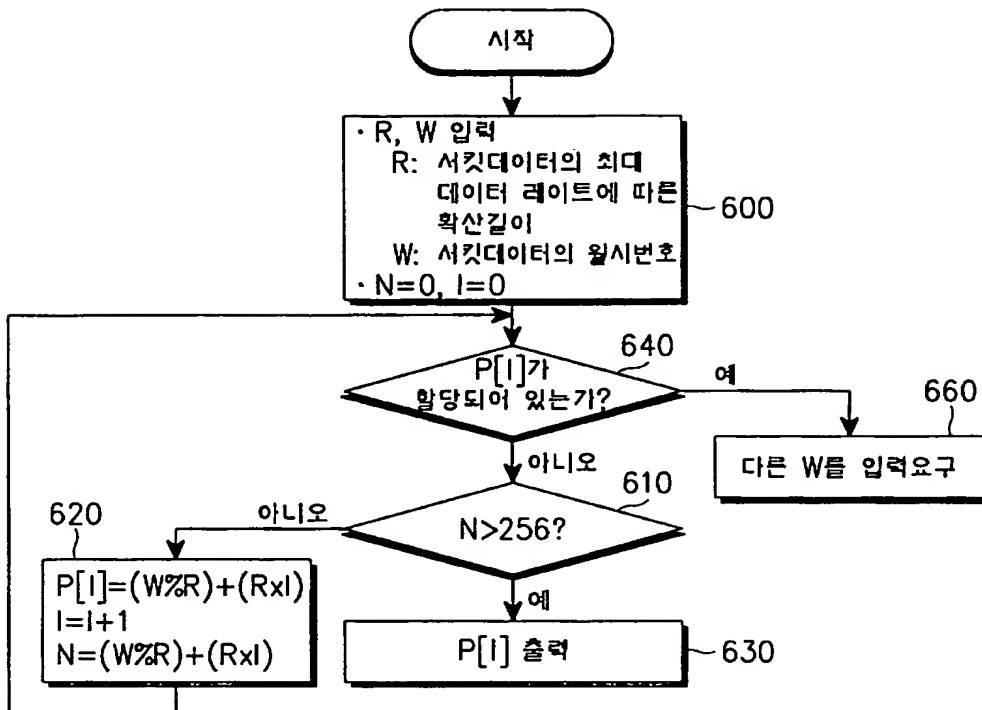 시작
· R, W 입력
R: 서킷데이터의 최대
데이터 레이트에 따른
확산길이
W: 서킷데이터의 월시번호
· N=0, I=0
600
P[I]가
할당되어 있는가?
640
예
660
다른 W를 입력요구
아니오
610
N>256?
아니오
620
P[I]=(W%R)+(RxI)
I=I+1
N=(W%R)+(RxI)
예
P[I] 출력
630